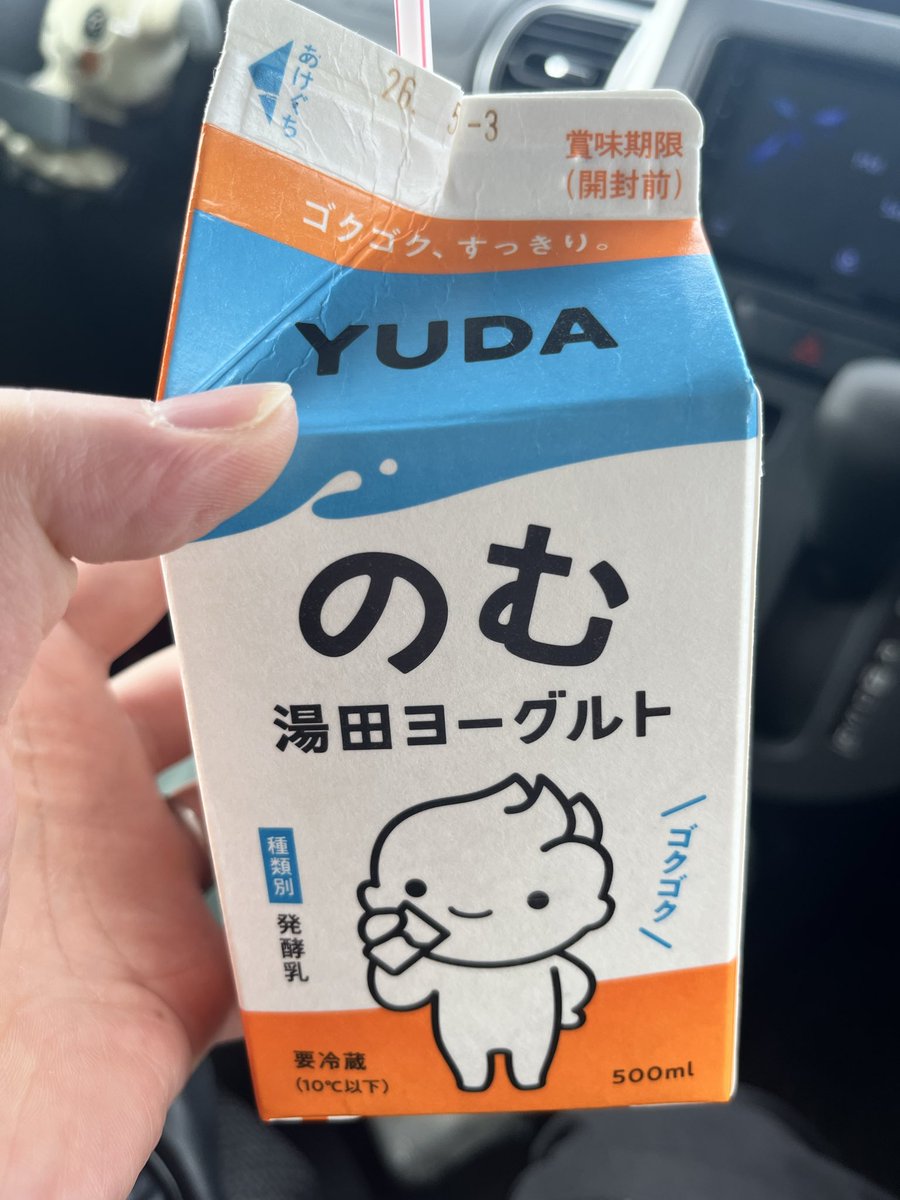 あけぐち
26. 5-3
賞味期限
(開封前)
ゴクゴク、すっきり。
YUDA
のむ
湯田ヨーグルト
種類別
発酵乳
ゴクゴク
要冷蔵
(10℃以下)
500ml